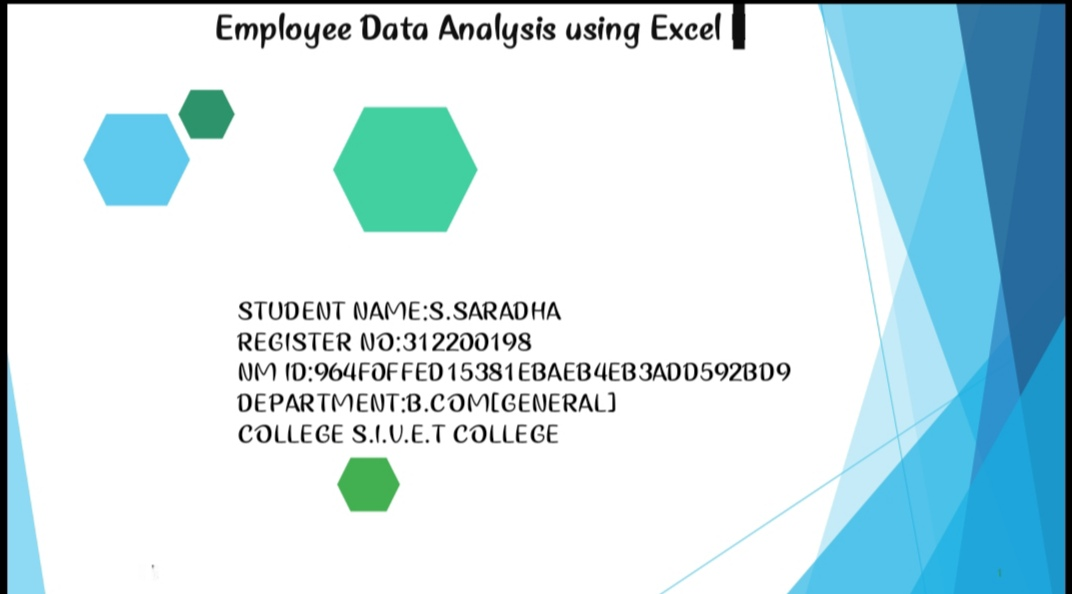 Employee Data Analysis using Excel
STUDENT NAME:S.SARADHA
REGISTER NO:312200198
NM ID:964F0FFED15381EBAEB4EB3ADD592BD9
DEPARTMENT:B.COM[GENERAL]
COLLEGE S.I.V.E.T COLLEGE